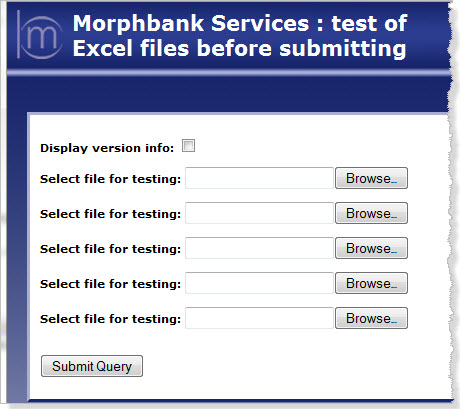 m
Morphbank Services : test of
Excel files before submitting
Display version info:
Select file for testing: Browse...
Select file for testing: Browse...
Select file for testing: Browse...
Select file for testing: Browse...
Select file for testing: Browse...
Submit Query